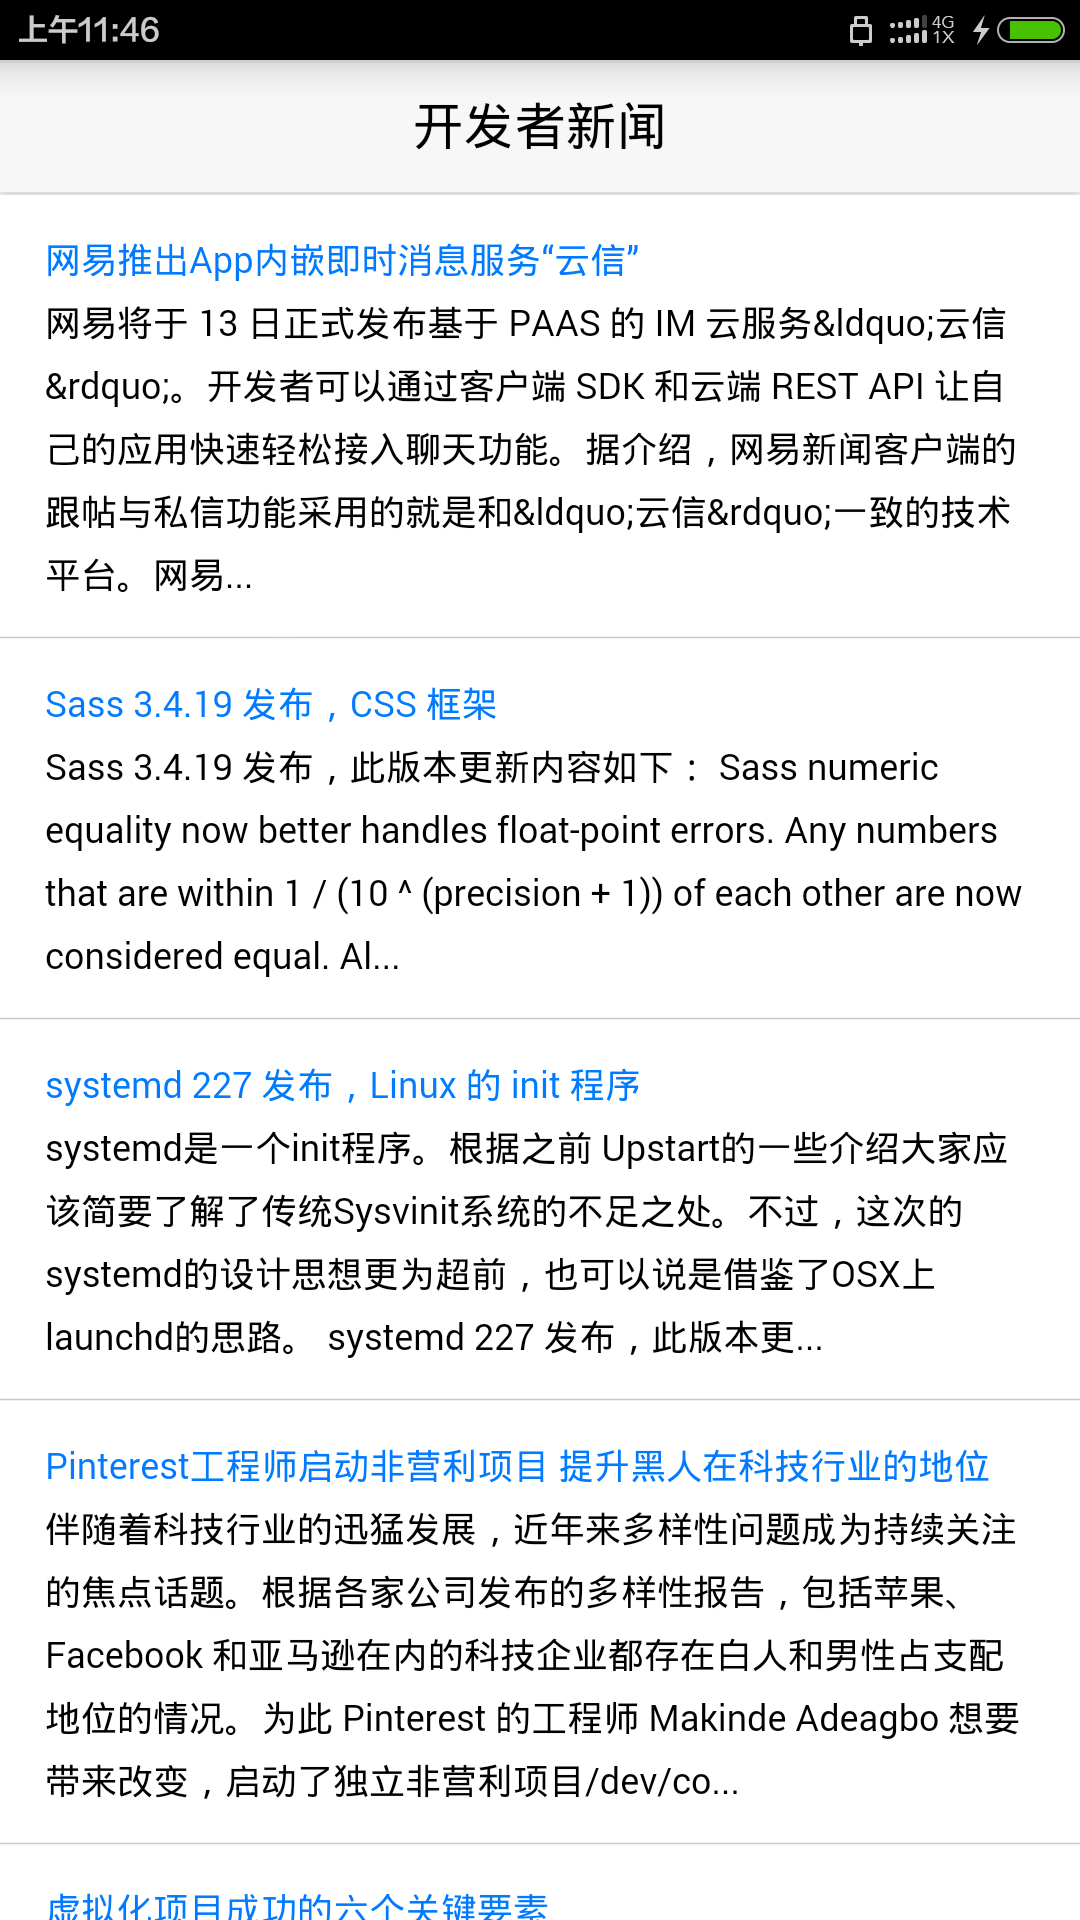 上午11:46
4G
1X
开发者新闻
网易推出App内嵌即时消息服务“云信”
网易将于 13 日正式发布基于 PAAS 的 IM 云服务&ldquo;云信
&rdquo;。开发者可以通过客户端 SDK 和云端 REST API 让自
己的应用快速轻松接入聊天功能。据介绍，网易新闻客户端的
跟帖与私信功能采用的就是和&ldquo;云信&rdquo;一致的技术
平台。网易...
Sass 3.4.19 发布，CSS 框架
Sass 3.4.19 发布，此版本更新内容如下： Sass numeric
equality now better handles float-point errors. Any numbers
that are within 1 / (10 ^ (precision + 1)) of each other are now
considered equal. Al...
systemd 227 发布，Linux 的 init 程序
systemd是一个init程序。根据之前 Upstart的一些介绍大家应
该简要了解了传统Sysvinit系统的不足之处。不过，这次的
systemd的设计思想更为超前，也可以说是借鉴了OSX上
launchd的思路。 systemd 227 发布，此版本更...
Pinterest工程师启动非营利项目 提升黑人在科技行业的地位
伴随着科技行业的迅猛发展，近年来多样性问题成为持续关注
的焦点话题。根据各家公司发布的多样性报告，包括苹果、
Facebook 和亚马逊在内的科技企业都存在白人和男性占支配
地位的情况。为此 Pinterest 的工程师 Makinde Adeagbo 想要
带来改变，启动了独立非营利项目/dev/co...
虚拟化项目成功的六个关键要素